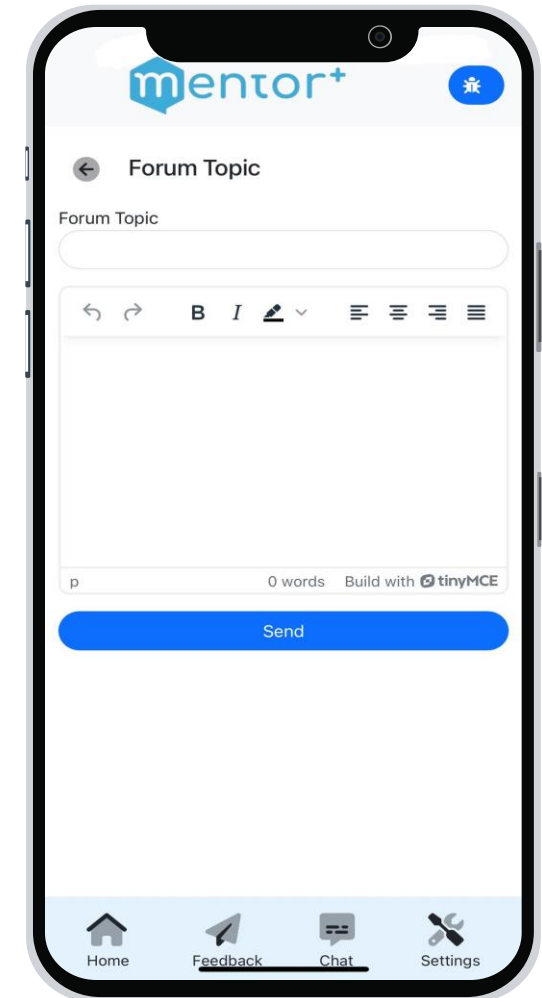 mentor+
Forum Topic
Forum Topic
B I
p 0 words Build with tinyMCE
Send
Home Feedback Chat Settings